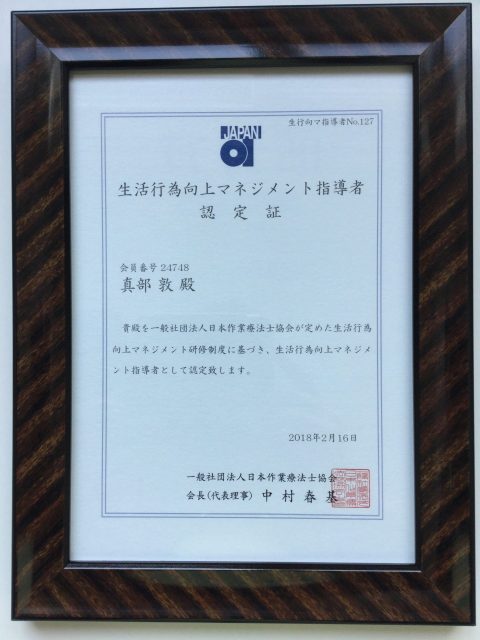 生行向マ指導者No.127
JAPAN
OT
生活行為向上マネジメント指導者
認定証
会員番号 24748
真部 敦 殿
貴殿を一般社団法人日本作業療法士協会が定めた生活行為
向上マネジメント研修制度に基づき、生活行為向上マネジメ
ント指導者として認定致します。
2018年2月16日
一般社団法人日本作業療法士協会
会長(代表理事) 中村春基